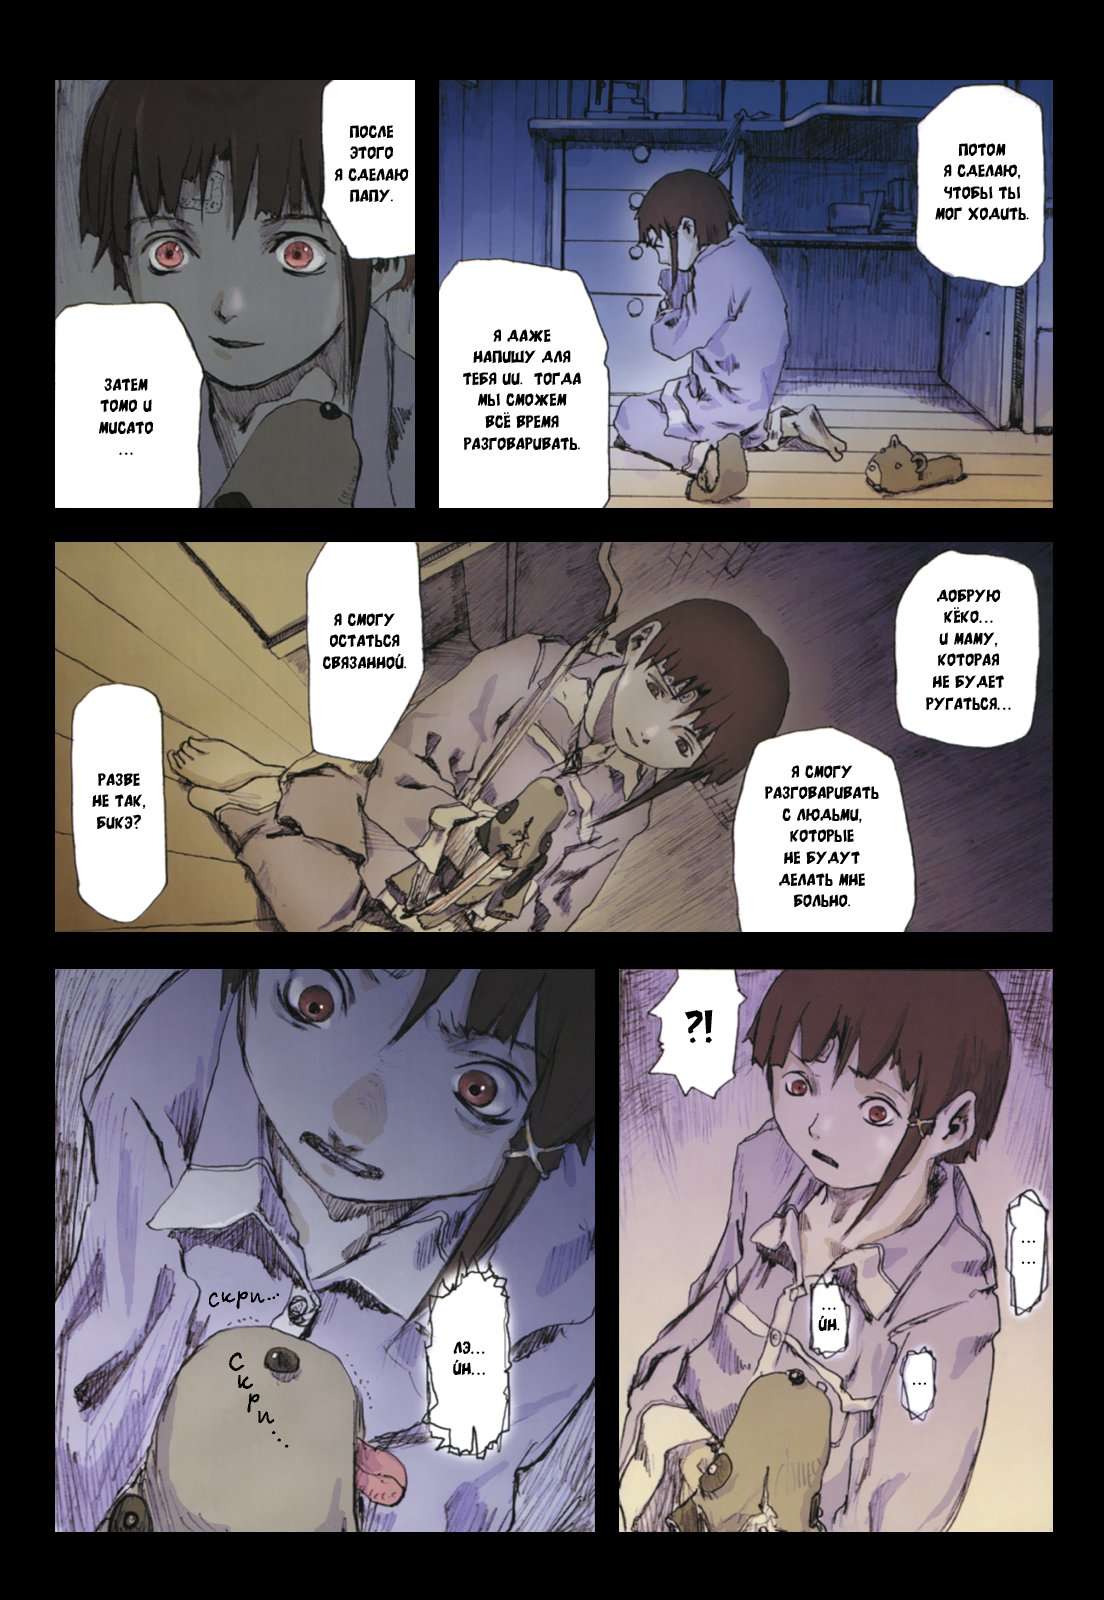 ПОТОМ
Я СДЕЛАЮ,
ЧТОБЫ ТЫ
МОГ ХОДИТЬ.
Я ДАЖЕ
НАПИШУ ДЛЯ
ТЕБЯ ИИ. ТОГДА
МЫ СМОЖЕМ
ВСЁ ВРЕМЯ
РАЗГОВАРИВАТЬ.
ПОСЛЕ
ЭТОГО
Я СДЕЛАЮ
ПАПУ.
ЗАТЕМ
ТОМО И
МИСАТО
...
ДОБРУЮ
КЁКО...
И МАМУ,
КОТОРАЯ
НЕ БУДЕТ
РУГАТЬСЯ...
Я СМОГУ
РАЗГОВАРИВАТЬ
С ЛЮДЬМИ,
КОТОРЫЕ
НЕ БУДУТ
ДЕЛАТЬ МНЕ
БОЛЬНО.
Я СМОГУ
ОСТАТЬСЯ
СВЯЗАННОЙ.
РАЗВЕ
НЕ ТАК,
БИКЭ?
?!
...
...
...
ЙН.
...
ЛЭ...
ЙН...
СКРИ...
СКРИ...